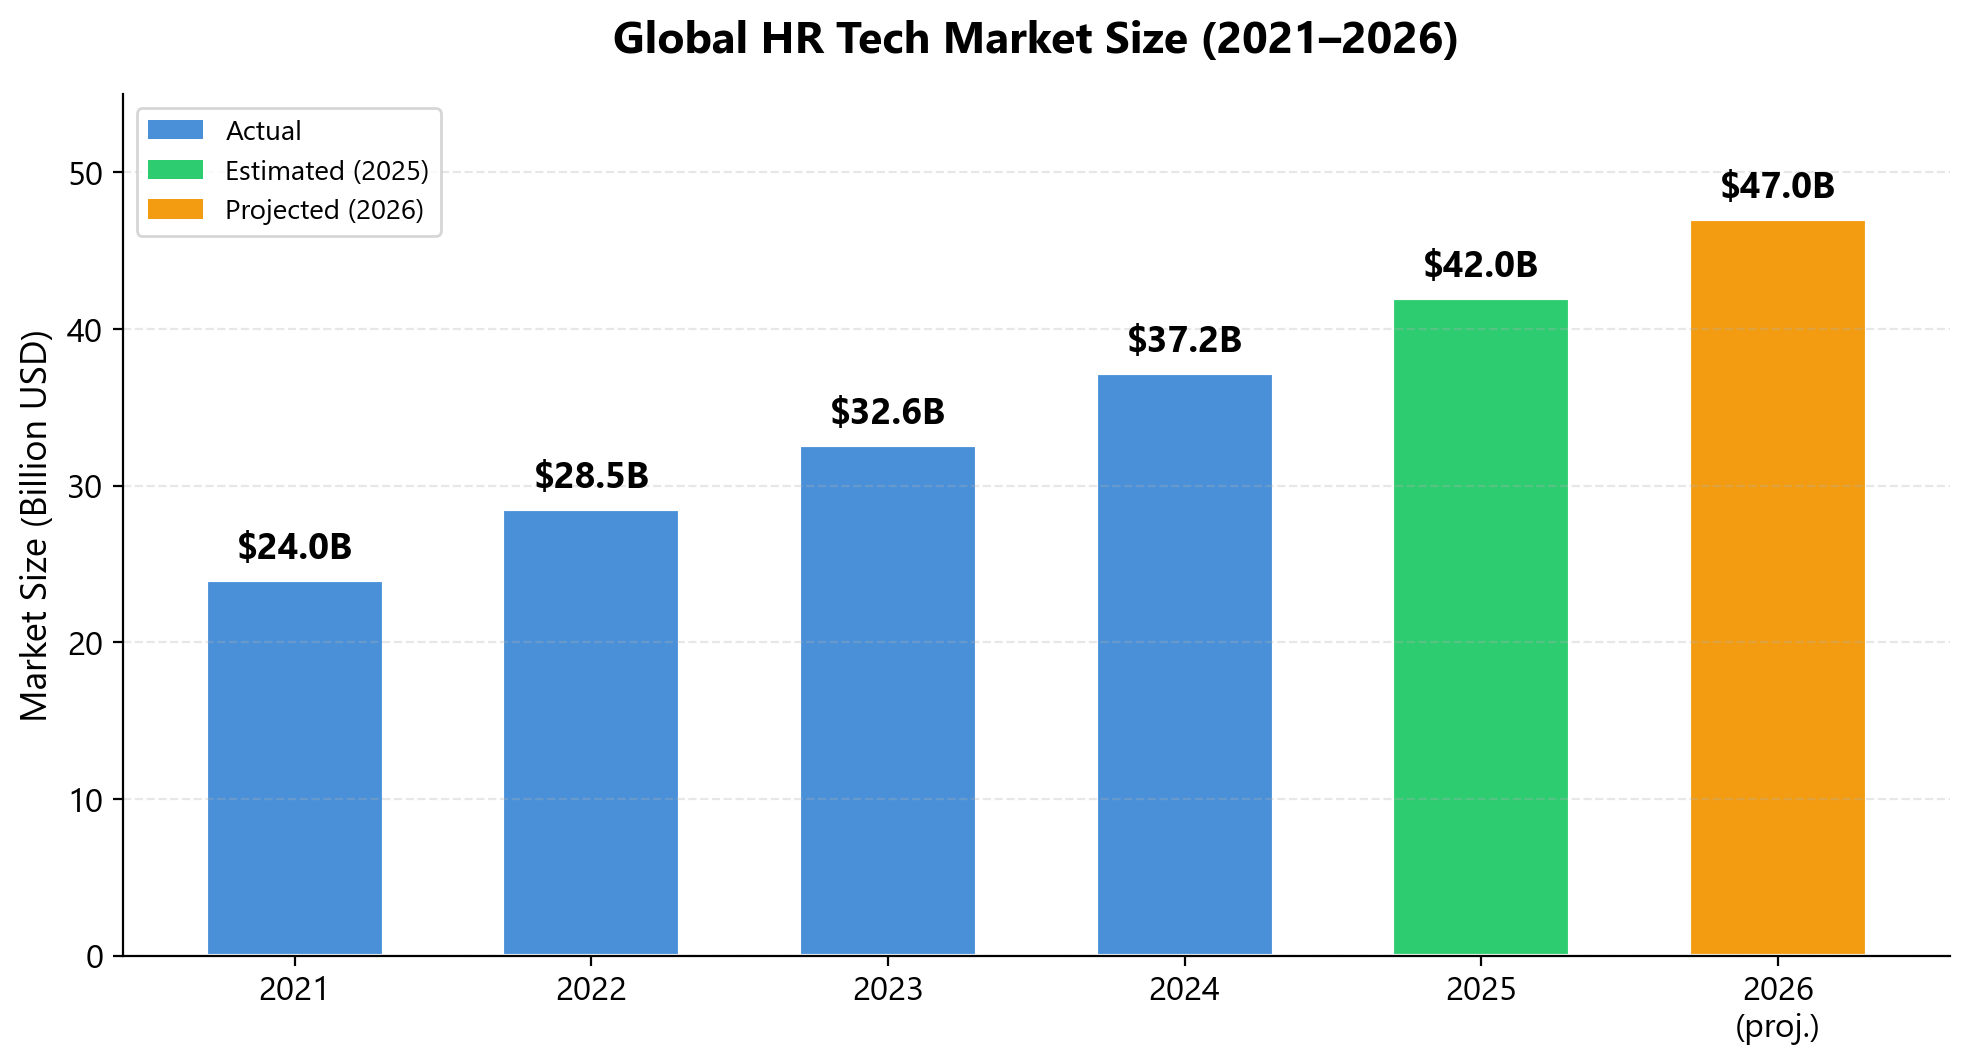 Global HR Tech Market Size (2021–2026)
Actual
Estimated (2025)
Projected (2026)
Market Size (Billion USD)
50
40
30
20
10
0
$24.0B
$28.5B
$32.6B
$37.2B
$42.0B
$47.0B
2021
2022
2023
2024
2025
2026
(proj.)